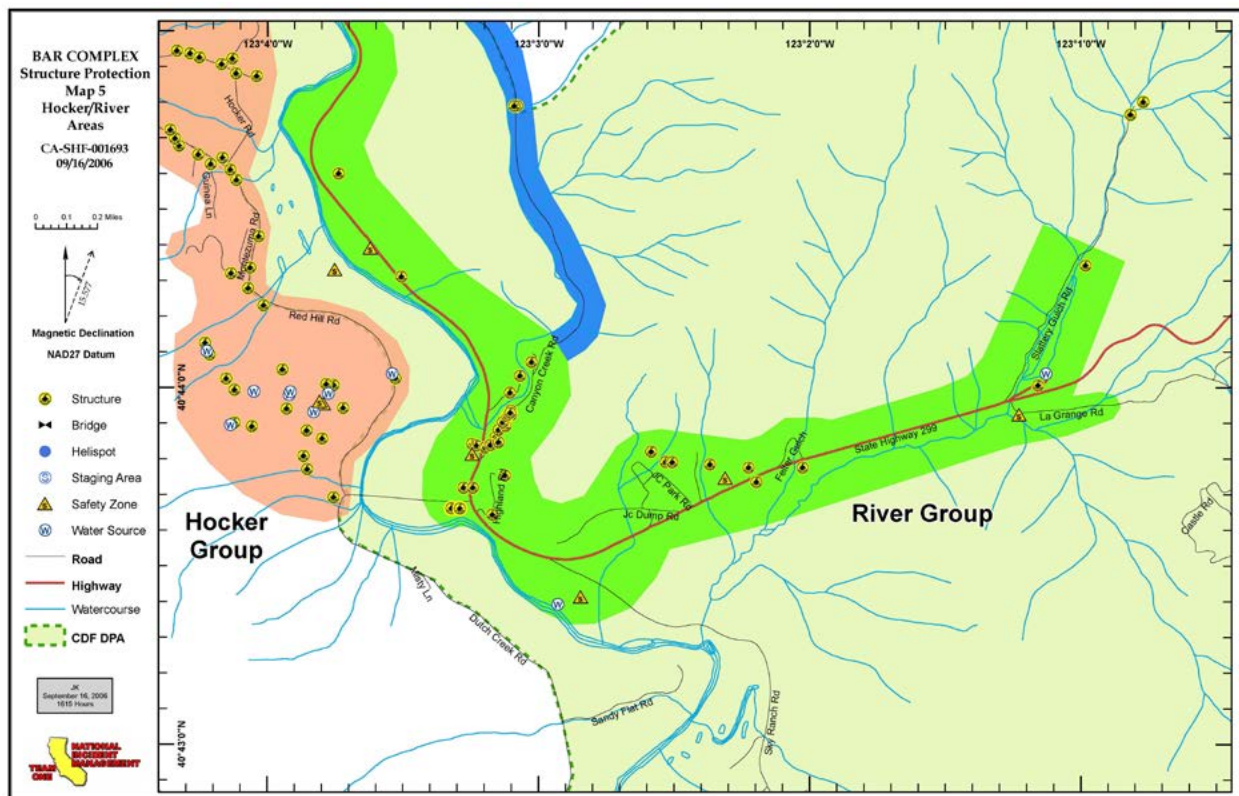 BAR COMPLEX
Structure Protection
Map 5
Hocker/River
Areas
CA-SHF-001693
09/16/2006
0 0.1 0.2 Miles
15.577
Magnetic Declination
NAD27 Datum
Structure
Bridge
Helispot
S Staging Area
S Safety Zone
W Water Source
Road
Highway
Watercourse
CDF DPA
JK
September 16, 2006
1615 Hours
NATIONAL
INCIDENT
MANAGEMENT
TEAM
ONE
123°4'0"W
123°3'0"W
123°2'0"W
123°1'0"W
40°44'0"N
40°43'0"N
Hocker Rd
Guinea Ln
Montezuma Rd
Red Hill Rd
Canyon Creek Rd
Highland Rd
JC Park Rd
Jc Dump Rd
Felter Gulch
State Highway 299
Slattery Gulch Rd
La Grange Rd
Castle Rd
Hocker
Group
River Group
Misty Ln
Dutch Creek Rd
Sandy Flat Rd
Sky Ranch Rd